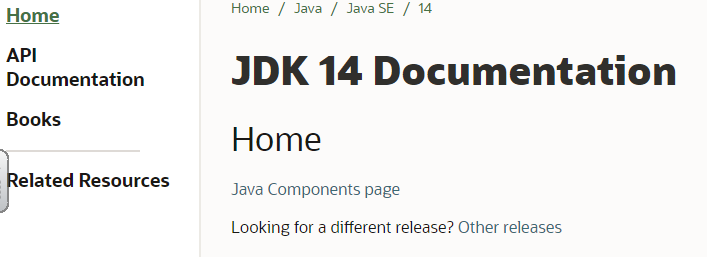 Home
API
Documentation
Books
Related Resources
Home / Java / Java SE / 14
JDK 14 Documentation
Home
Java Components page
Looking for a different release? Other releases